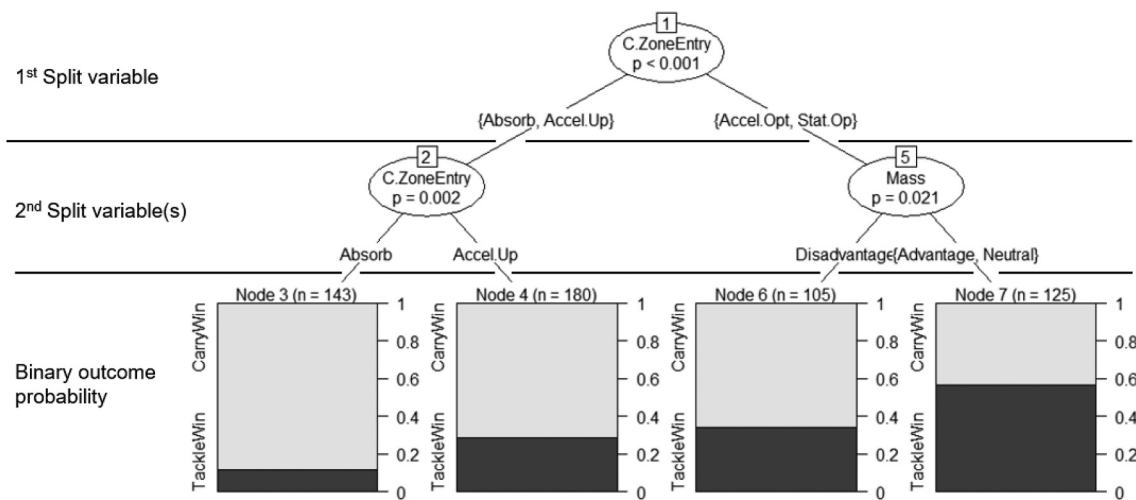 1
C.ZoneEntry
p < 0.001
1st Split variable
{Absorb, Accel.Up}
{Accel.Opt, Stat.Op}
2
C.ZoneEntry
p = 0.002
5
Mass
p = 0.021
2nd Split variable(s)
Absorb
Accel.Up
Disadvantage
{Advantage, Neutral}
Node 3 (n = 143)
Node 4 (n = 180)
Node 6 (n = 105)
Node 7 (n = 125)
Binary outcome
probability
CarryWin
TackleWin
1
0.8
0.6
0.4
0.2
0
CarryWin
TackleWin
1
0.8
0.6
0.4
0.2
0
CarryWin
TackleWin
1
0.8
0.6
0.4
0.2
0
CarryWin
TackleWin
1
0.8
0.6
0.4
0.2
0